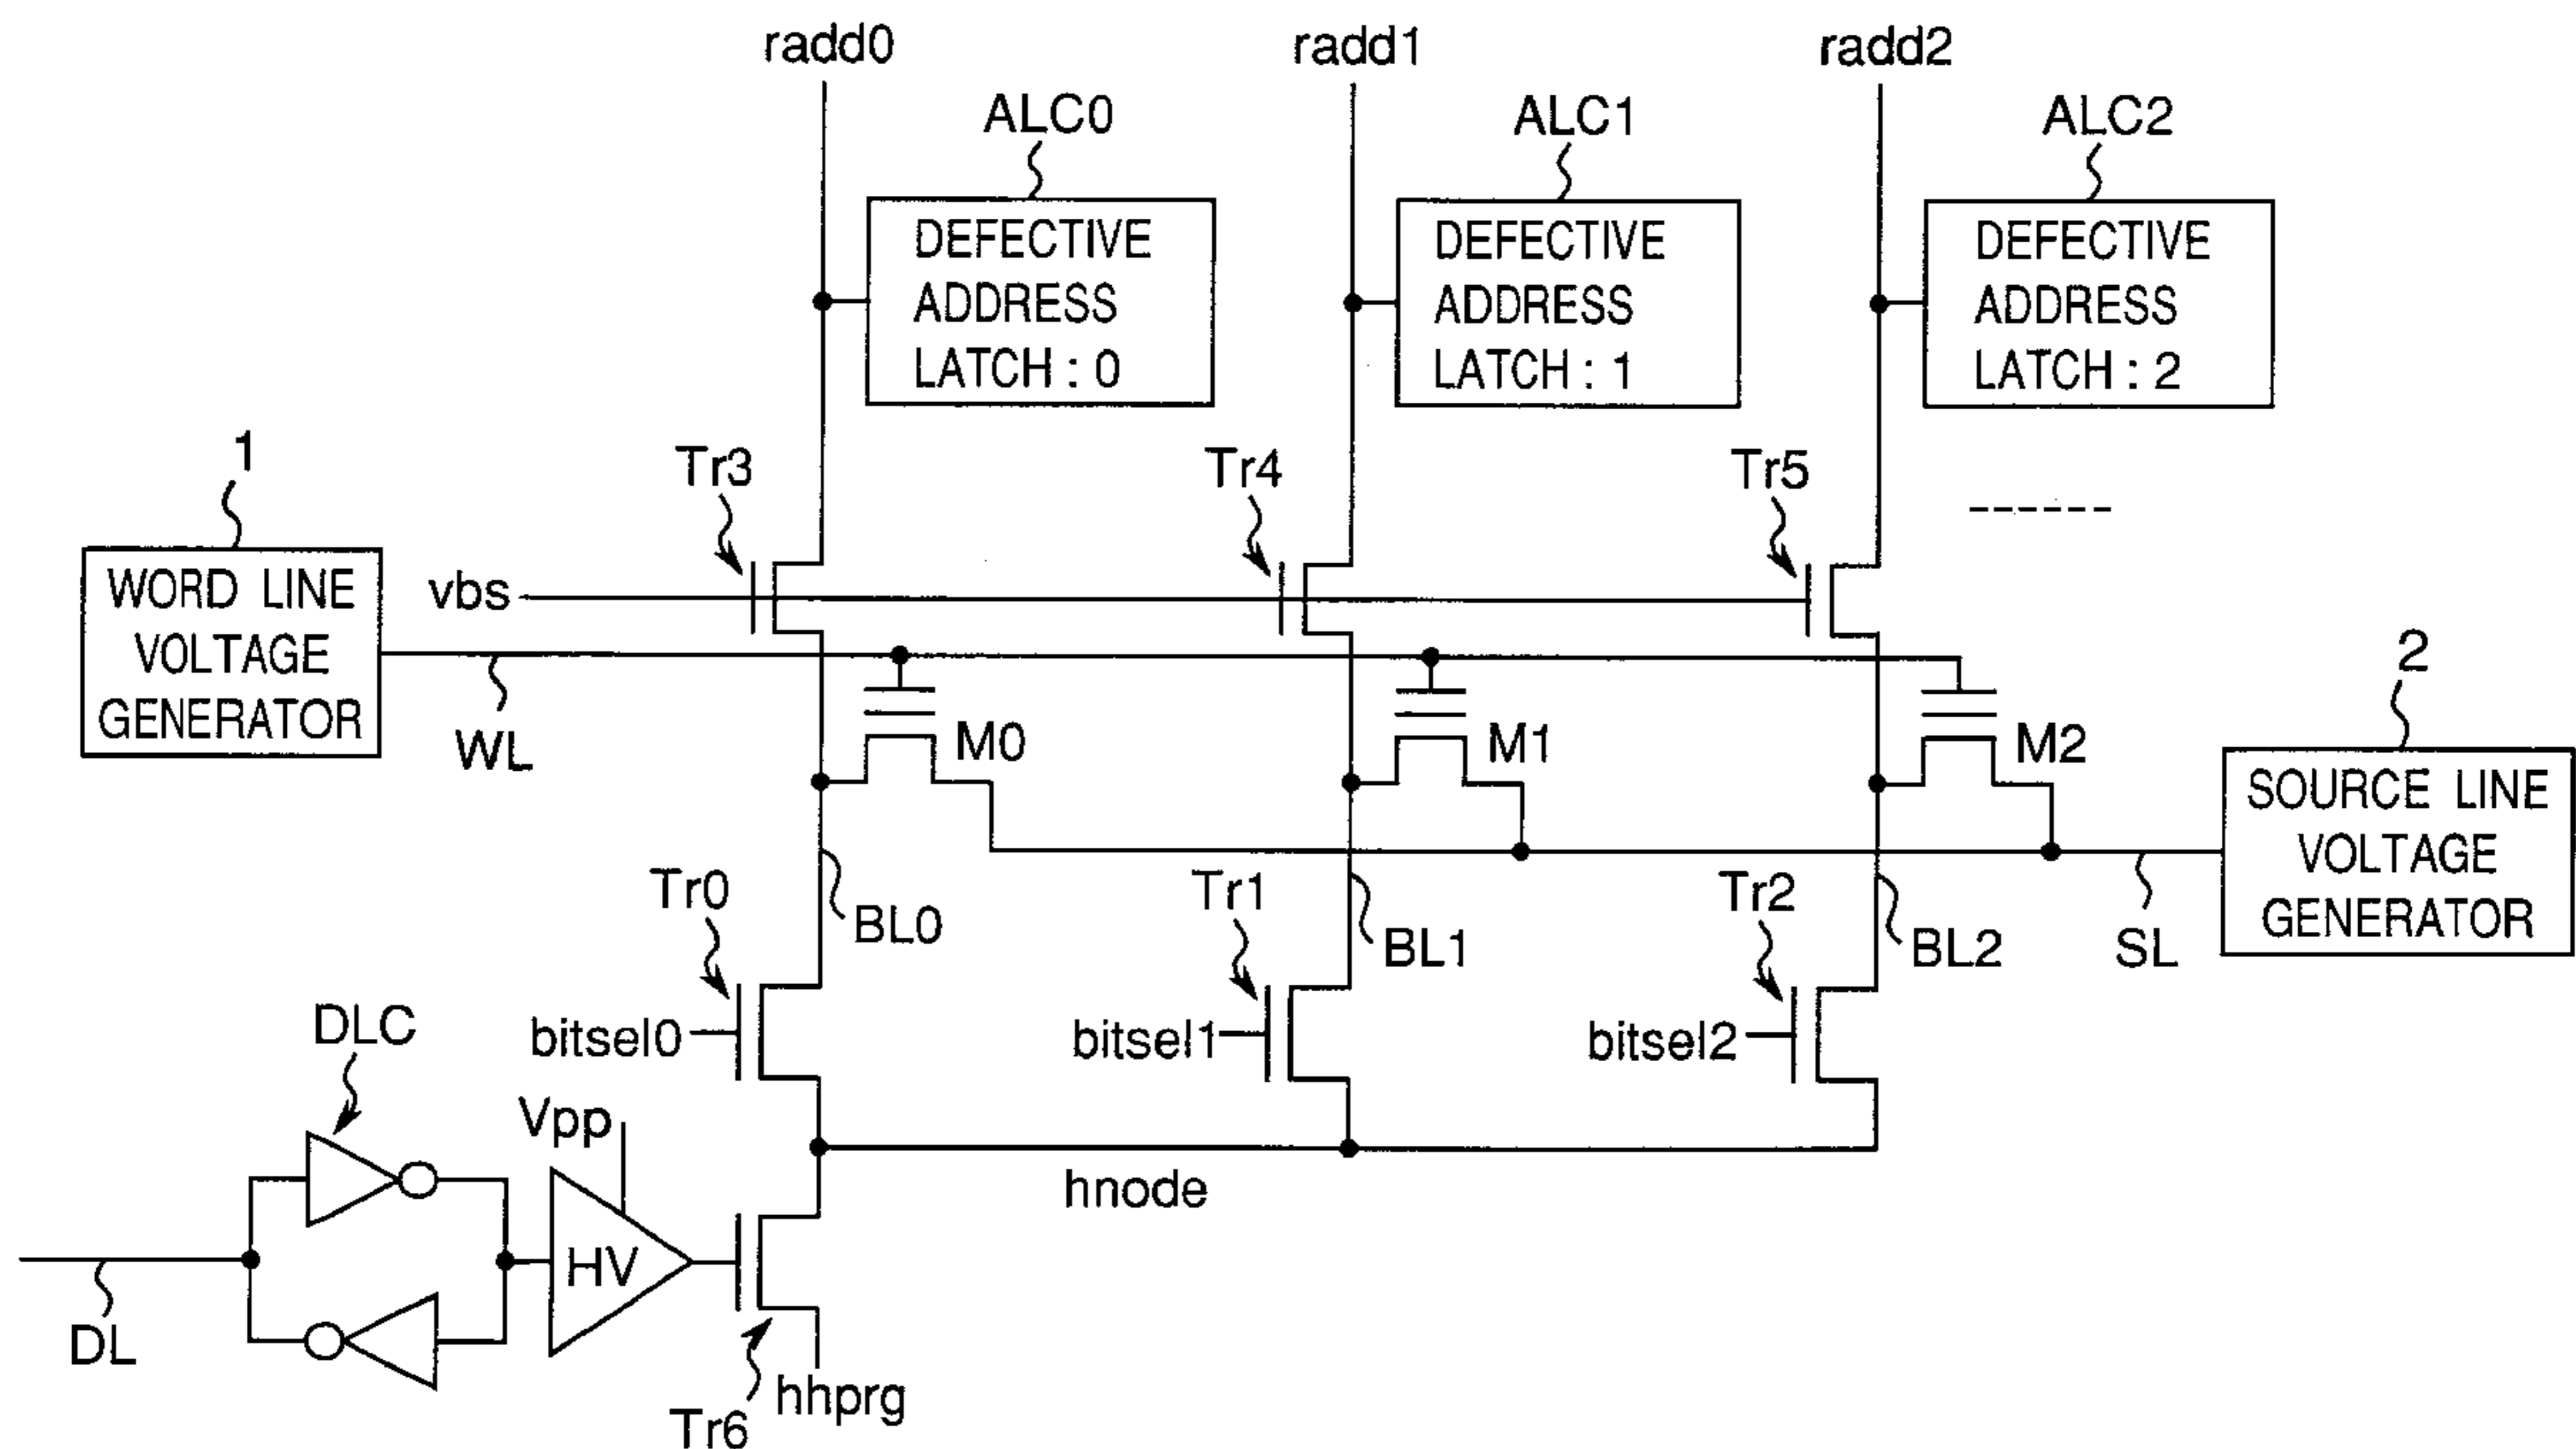 radd0
radd1
radd2
ALC0
ALC1
ALC2
DEFECTIVE
ADDRESS
LATCH : 0
DEFECTIVE
ADDRESS
LATCH : 1
DEFECTIVE
ADDRESS
LATCH : 2
1
Tr3
Tr4
Tr5
WORD LINE
VOLTAGE
GENERATOR
vbs
WL
M0
M1
M2
2
SOURCE LINE
VOLTAGE
GENERATOR
Tr0
BL0
Tr1
BL1
Tr2
BL2
SL
DLC
bitsel0
bitsel1
bitsel2
Vpp
hnode
HV
DL
Tr6
hhprg